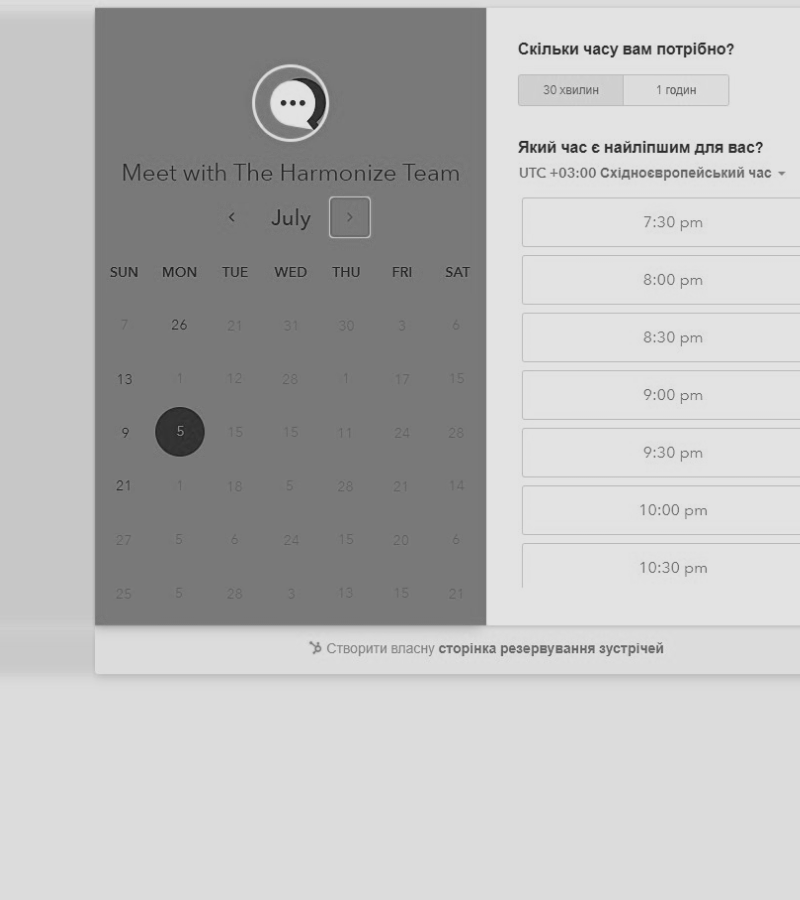 Meet with The Harmonize Team
July
SUN MON TUE WED THU FRI SAT
7 26 21 31 30 3 6
13 1 12 28 1 17 15
9 5 15 15 11 24 28
21 1 18 5 28 21 14
27 5 6 24 15 20 6
25 5 28 3 13 15 21
Скільки часу вам потрібно?
30 хвилин 1 годин
Який час є найліпшим для вас?
UTC +03:00 Східноєвропейський час
7:30 pm
8:00 pm
8:30 pm
9:00 pm
9:30 pm
10:00 pm
10:30 pm
Створити власну сторінка резервування зустрічей